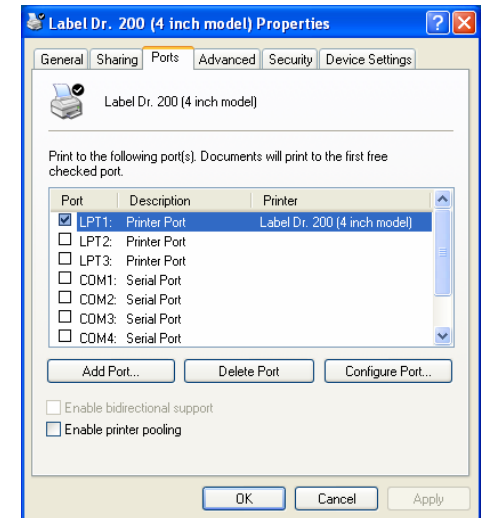 Label Dr. 200 (4 inch model) Properties
General Sharing Ports Advanced Security Device Settings
Label Dr. 200 (4 inch model)
Print to the following port(s). Documents will print to the first free
checked port.
Port Description Printer
LPT1: Printer Port Label Dr. 200 (4 inch model)
LPT2: Printer Port
LPT3: Printer Port
COM1: Serial Port
COM2: Serial Port
COM3: Serial Port
COM4: Serial Port
Add Port... Delete Port Configure Port...
Enable bidirectional support
Enable printer pooling
OK Cancel Apply